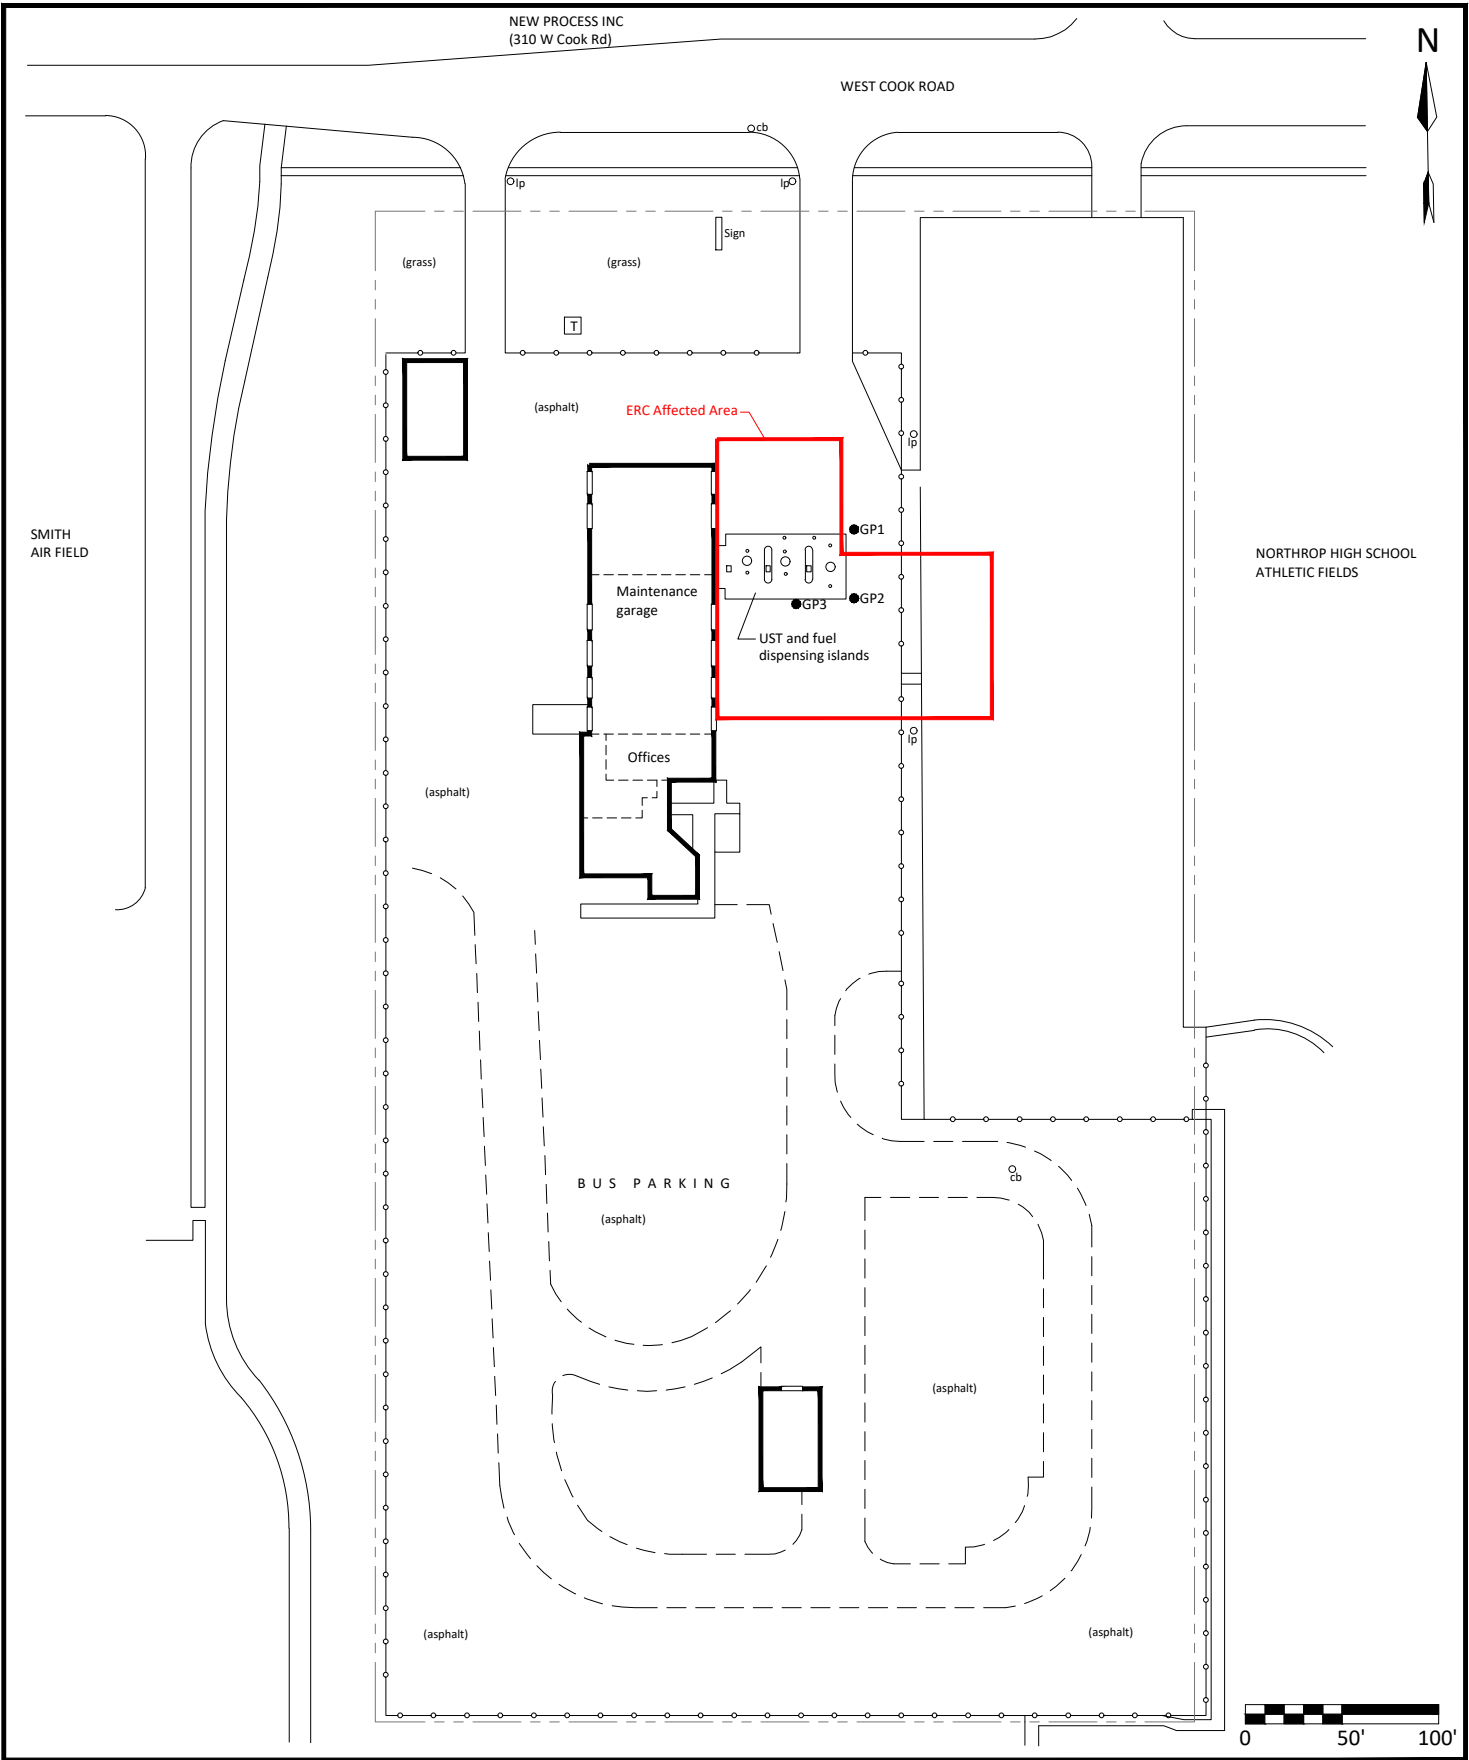 NEW PROCESS INC
(310 W Cook Rd)
N
WEST COOK ROAD
cb
lp
lp
Sign
(grass)
(grass)
T
(asphalt)
ERC Affected Area
lp
GP1
SMITH
AIR FIELD
NORTHROP HIGH SCHOOL
ATHLETIC FIELDS
Maintenance
garage
GP2
GP3
UST and fuel
dispensing islands
lp
Offices
(asphalt)
cb
BUS PARKING
(asphalt)
(asphalt)
(asphalt)
(asphalt)
0 50' 100'